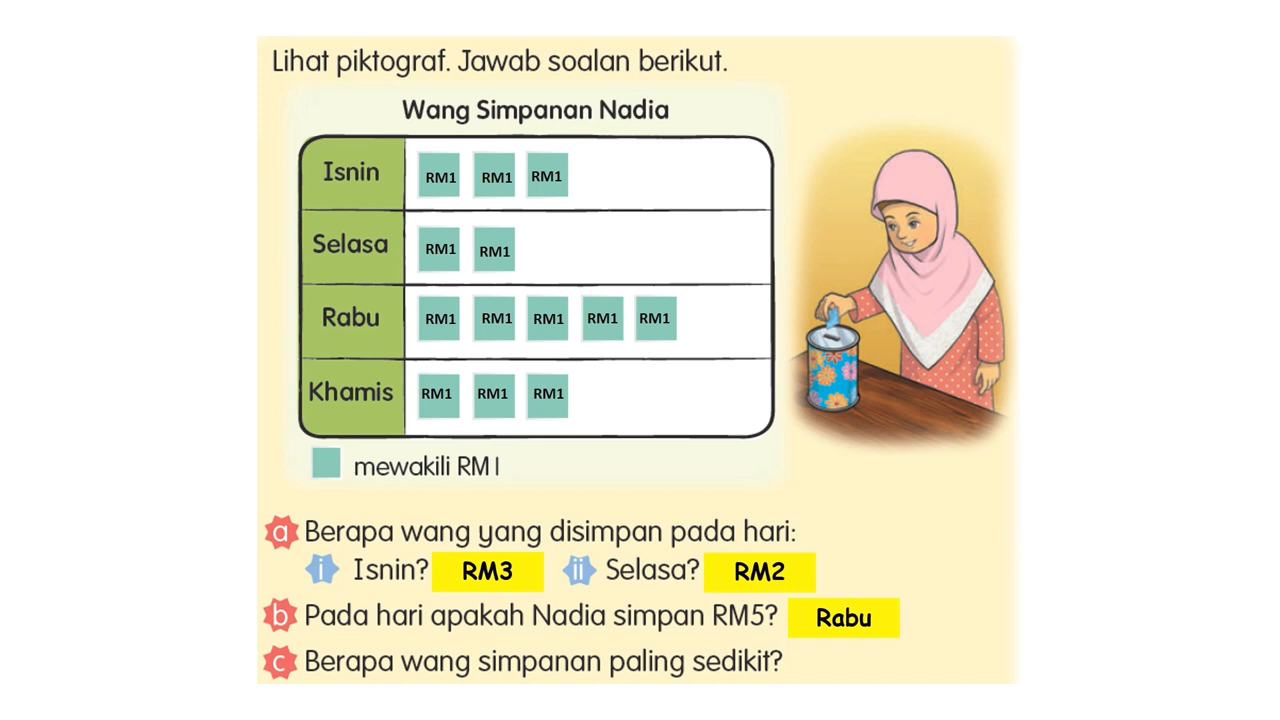 Lihat piktograf. Jawab soalan berikut.
Wang Simpanan Nadia
Isnin RM1 RM1 RM1
Selasa RM1 RM1
Rabu RM1 RM1 RM1 RM1 RM1
Khamis RM1 RM1 RM1
mewakili RM1
a Berapa wang yang disimpan pada hari:
i Isnin? RM3 ii Selasa? RM2
b Pada hari apakah Nadia simpan RM5? Rabu
c Berapa wang simpanan paling sedikit?